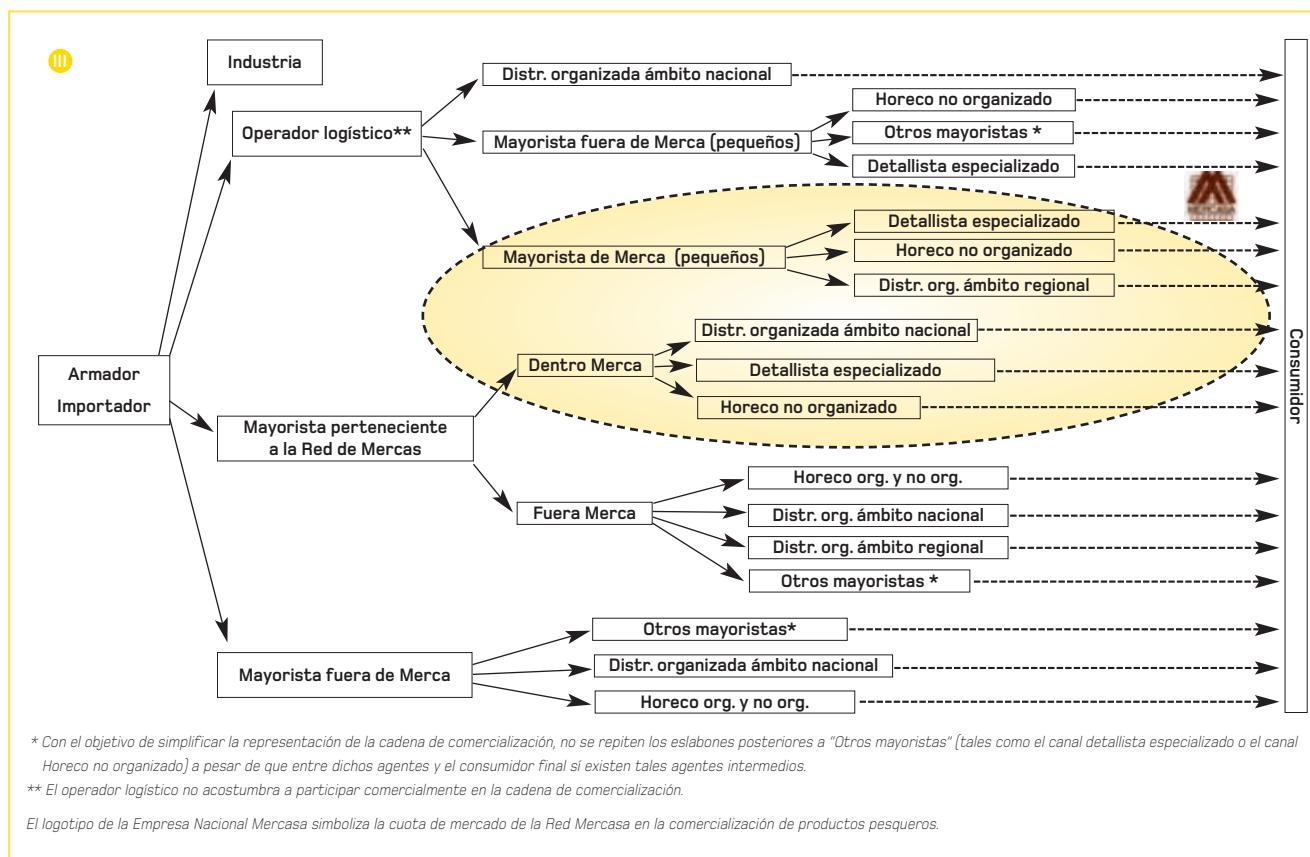 III
Industria
Operador logístico**
Distr. organizada ámbito nacional
Mayorista fuera de Merca (pequeños)
Horeco no organizado
Otros mayoristas *
Detallista especializado
MERCASA
Mayorista de Merca (pequeños)
Detallista especializado
Horeco no organizado
Distr. org. ámbito regional
Armador
Importador
Mayorista perteneciente
a la Red de Mercas
Dentro Merca
Distr. organizada ámbito nacional
Detallista especializado
Horeco no organizado
Fuera Merca
Horeco org. y no org.
Distr. org. ámbito nacional
Distr. org. ámbito regional
Otros mayoristas *
Mayorista fuera de Merca
Otros mayoristas*
Distr. organizada ámbito nacional
Horeco org. y no org.
Consumidor
* Con el objetivo de simplificar la representación de la cadena de comercialización, no se repiten los eslabones posteriores a "Otros mayoristas" (tales como el canal detallista especializado o el canal
Horeco no organizado) a pesar de que entre dichos agentes y el consumidor final sí existen tales agentes intermedios.
** El operador logístico no acostumbra a participar comercialmente en la cadena de comercialización.
El logotipo de la Empresa Nacional Mercasa simboliza la cuota de mercado de la Red Mercasa en la comercialización de productos pesqueros.